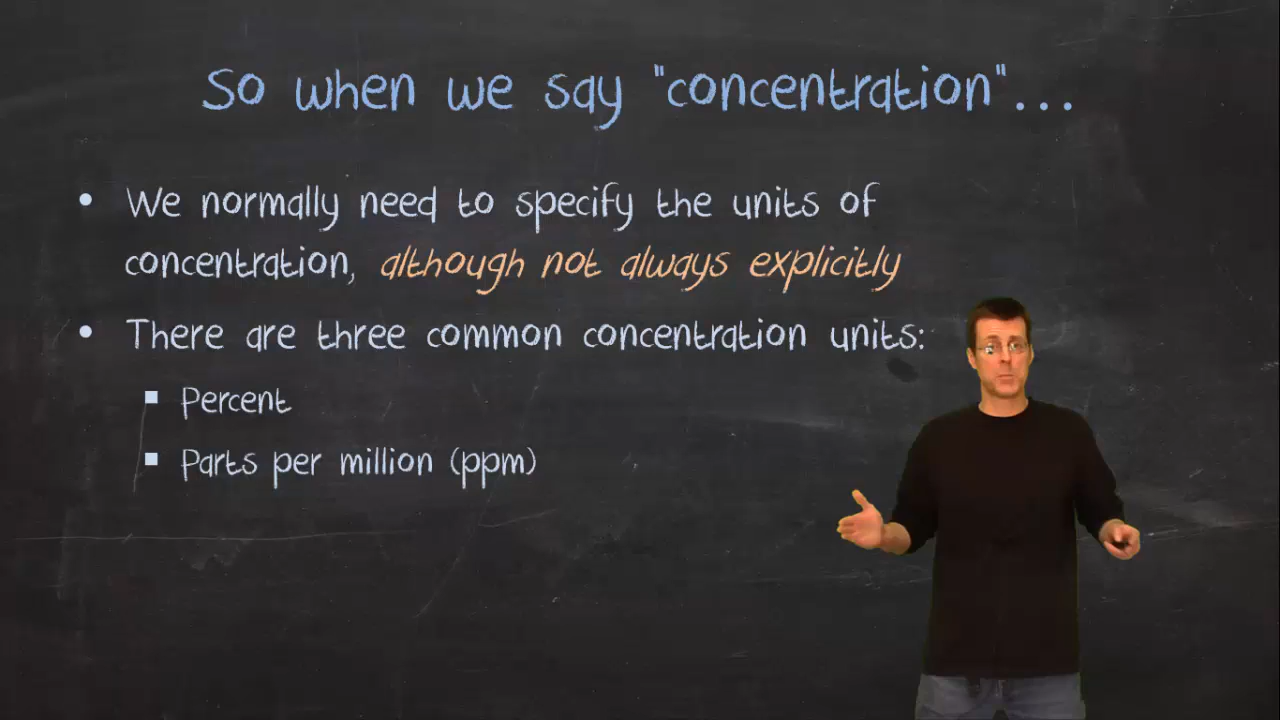 So when we say "concentration"...
• We normally need to specify the units of
concentration, although not always explicitly
• There are three common concentration units:
▪ Percent
▪ Parts per million (ppm)